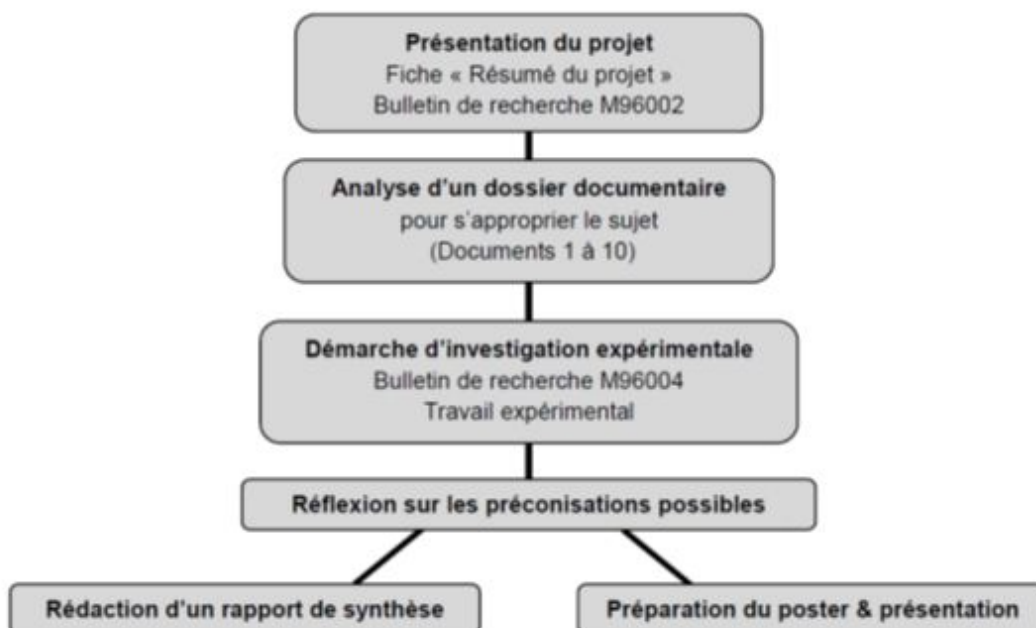 Présentation du projet
Fiche « Résumé du projet »
Bulletin de recherche M96002
Analyse d'un dossier documentaire
pour s'approprier le sujet
(Documents 1 à 10)
Démarche d'investigation expérimentale
Bulletin de recherche M96004
Travail expérimental
Réflexion sur les préconisations possibles
Rédaction d'un rapport de synthèse
Préparation du poster & présentation